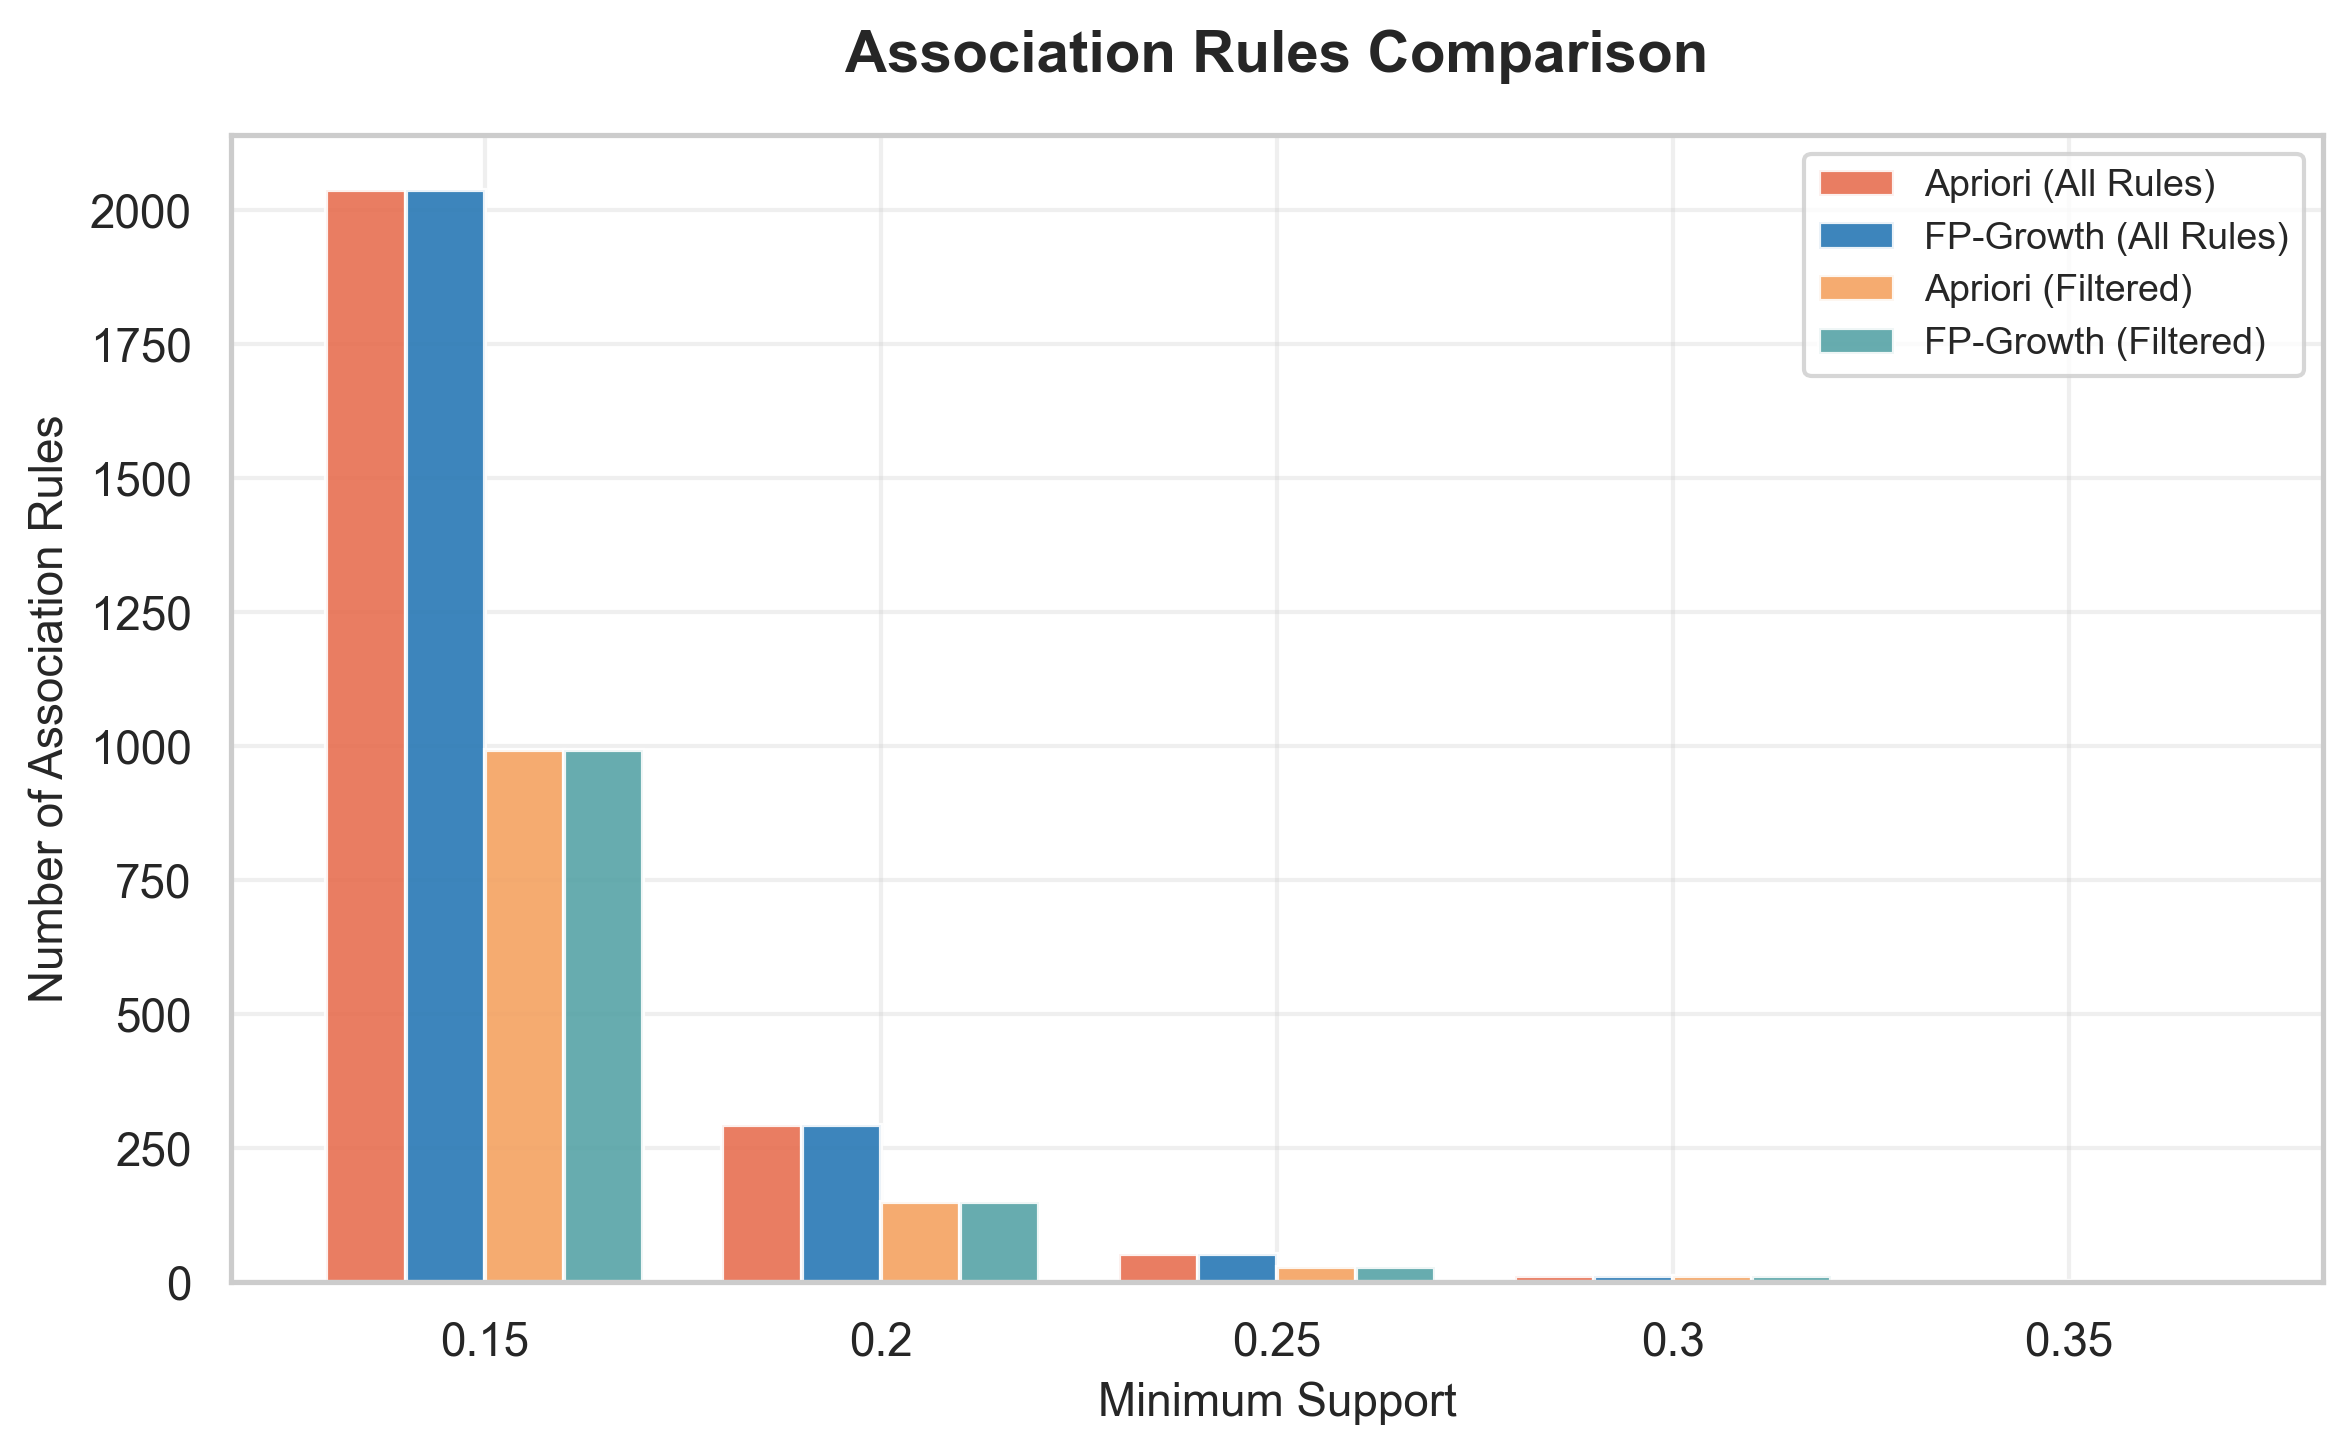 Association Rules Comparison
Apriori (All Rules)
FP-Growth (All Rules)
Apriori (Filtered)
FP-Growth (Filtered)
Number of Association Rules
2000
1750
1500
1250
1000
750
500
250
0
0.15
0.2
0.25
0.3
0.35
Minimum Support